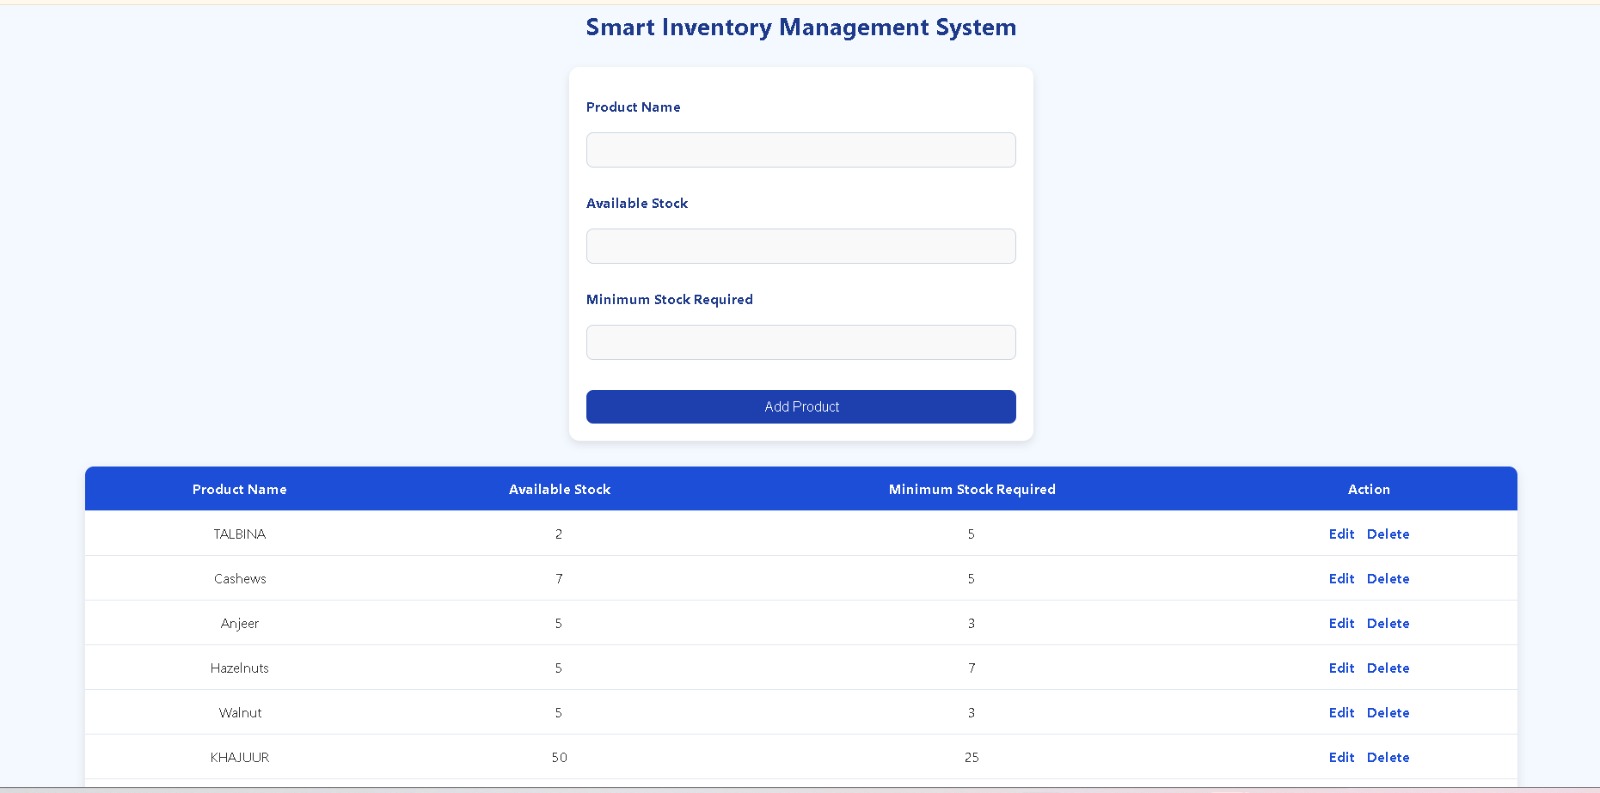 Smart Inventory Management System
Product Name
Available Stock
Minimum Stock Required
Add Product
Product Name Available Stock Minimum Stock Required Action
TALBINA 2 5 Edit Delete
Cashews 7 5 Edit Delete
Anjeer 5 3 Edit Delete
Hazelnuts 5 7 Edit Delete
Walnut 5 3 Edit Delete
KHAJUUR 50 25 Edit Delete